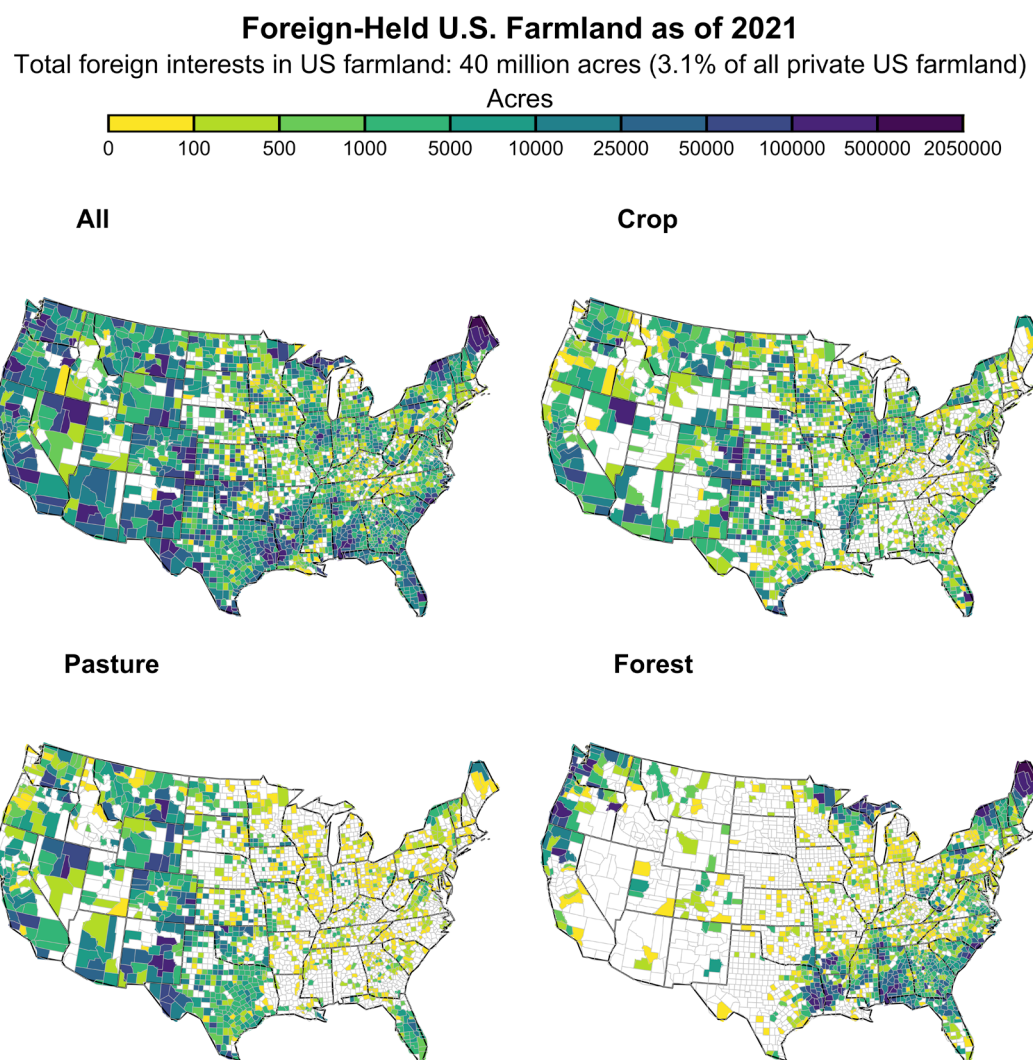 Foreign-Held U.S. Farmland as of 2021
Total foreign interests in US farmland: 40 million acres (3.1% of all private US farmland)
Acres
0 100 500 1000 5000 10000 25000 50000 100000 500000 2050000
All Crop
Pasture Forest